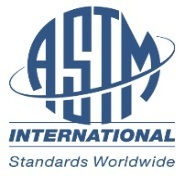 ASTM
INTERNATIONAL
Standards Worldwide